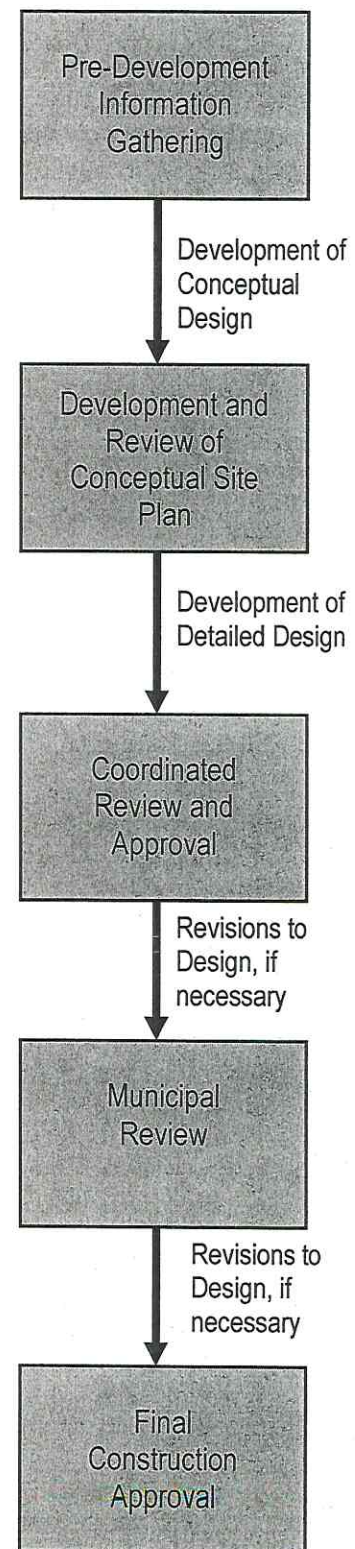 Pre-Development
Information
Gathering
Development of
Conceptual
Design
Development and
Review of
Conceptual Site
Plan
Development of
Detailed Design
Coordinated
Review and
Approval
Revisions to
Design, if
necessary
Municipal
Review
Revisions to
Design, if
necessary
Final
Construction
Approval